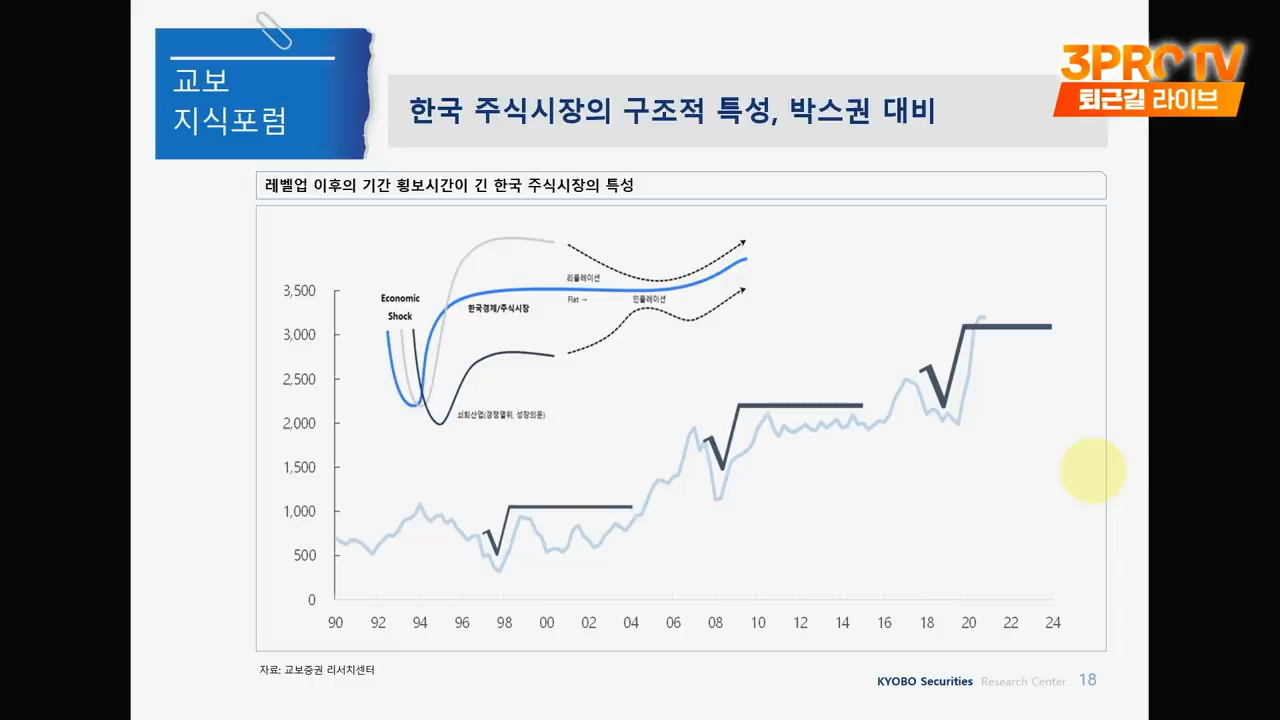 교보
지식포럼
3PRO TV
퇴근길 라이브
한국 주식시장의 구조적 특성, 박스권 대비
레벨업 이후의 기간 횡보시간이 긴 한국 주식시장의 특성
Economic
Shock
리플레이션
Flat → 인플레이션
한국경제/주식시장
쇠퇴산업(경쟁열위, 성장의문)
3,500
3,000
2,500
2,000
1,500
1,000
500
0
90 92 94 96 98 00 02 04 06 08 10 12 14 16 18 20 22 24
자료: 교보증권 리서치센터
KYOBO Securities Research Center 18